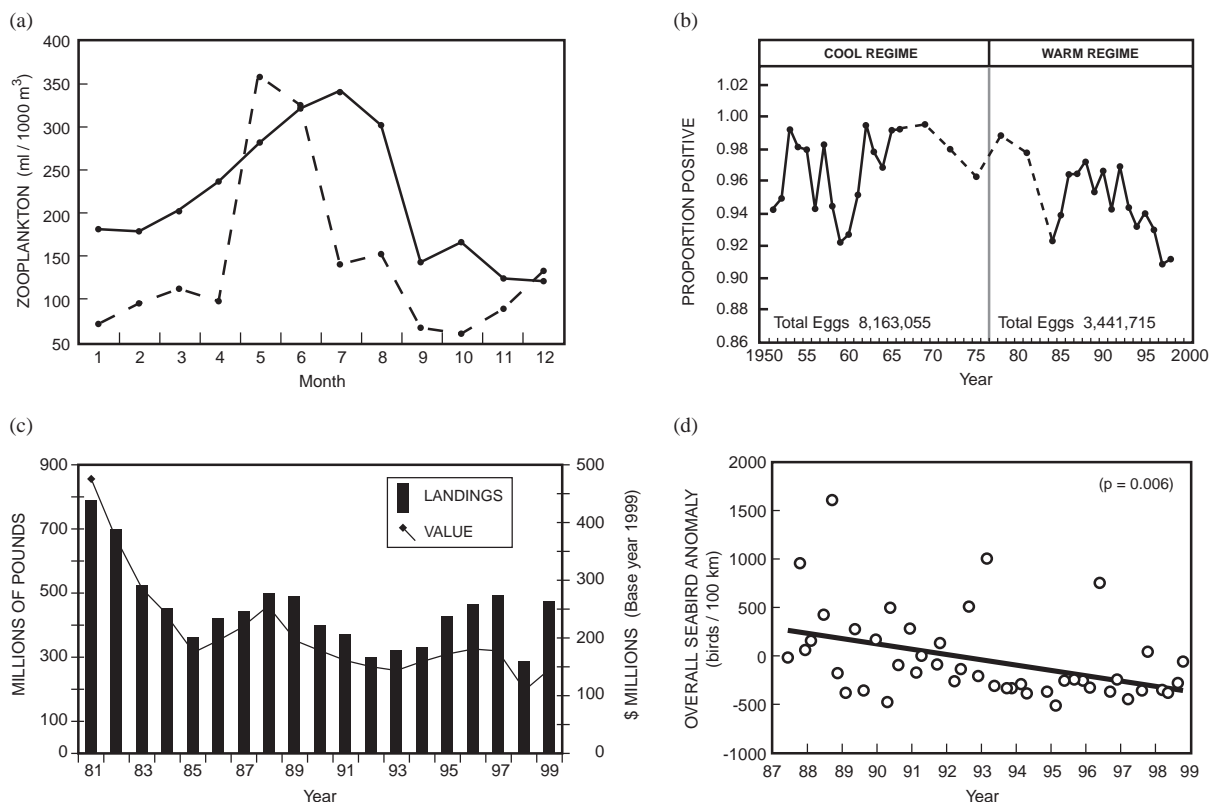 (a)
400
350
300
250
200
150
100
50
ZOOPLANKTON (ml / 1000 m³)
1 2 3 4 5 6 7 8 9 10 11 12
Month
(b)
COOL REGIME WARM REGIME
1.02
1.00
0.98
0.96
0.94
0.92
0.90
0.88
0.86
PROPORTION POSITIVE
Total Eggs 8,163,055 Total Eggs 3,441,715
1950 55 60 65 70 75 80 85 90 95 2000
Year
(c)
900
700
500
300
100
0
MILLIONS OF POUNDS
LANDINGS
VALUE
500
400
300
200
100
0
$ MILLIONS (Base year 1999)
81 83 85 87 89 91 93 95 97 99
Year
(d)
2000
1500
1000
500
0
-500
-1000
OVERALL SEABIRD ANOMALY
(birds / 100 km)
(p = 0.006)
87 88 89 90 91 92 93 94 95 96 97 98 99
Year